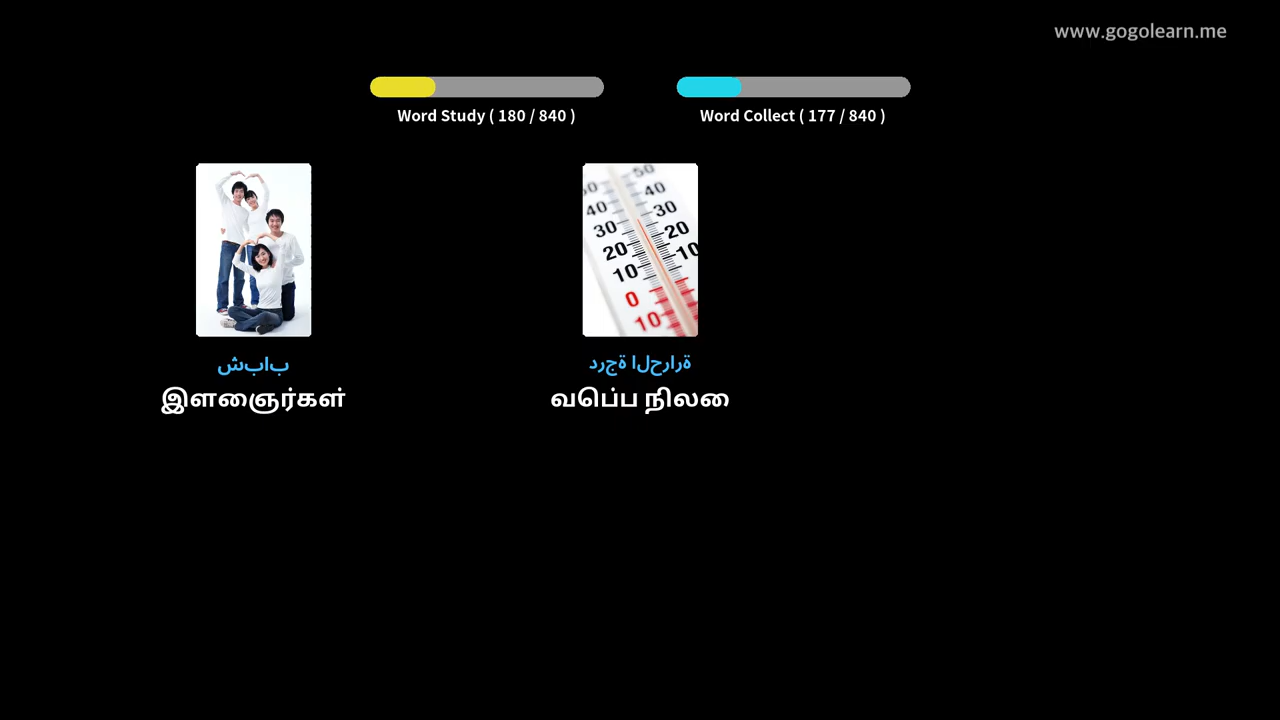 www.gogolearn.me
Word Study ( 180 / 840 )
Word Collect ( 177 / 840 )
شباب
இளைஞர்கள்
درجة الحرارة
வெப்ப நிலை